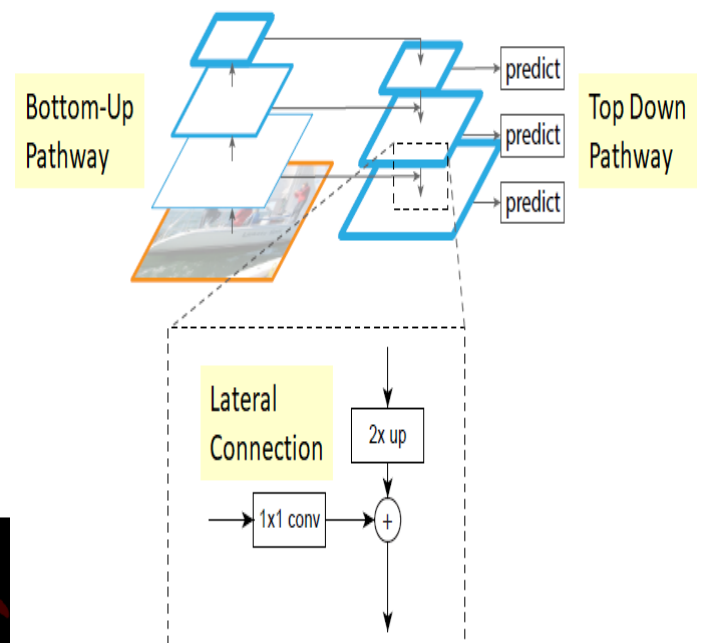 Bottom-Up
Pathway
predict
predict
predict
Top Down
Pathway
Lateral
Connection
2x up
1x1 conv
+